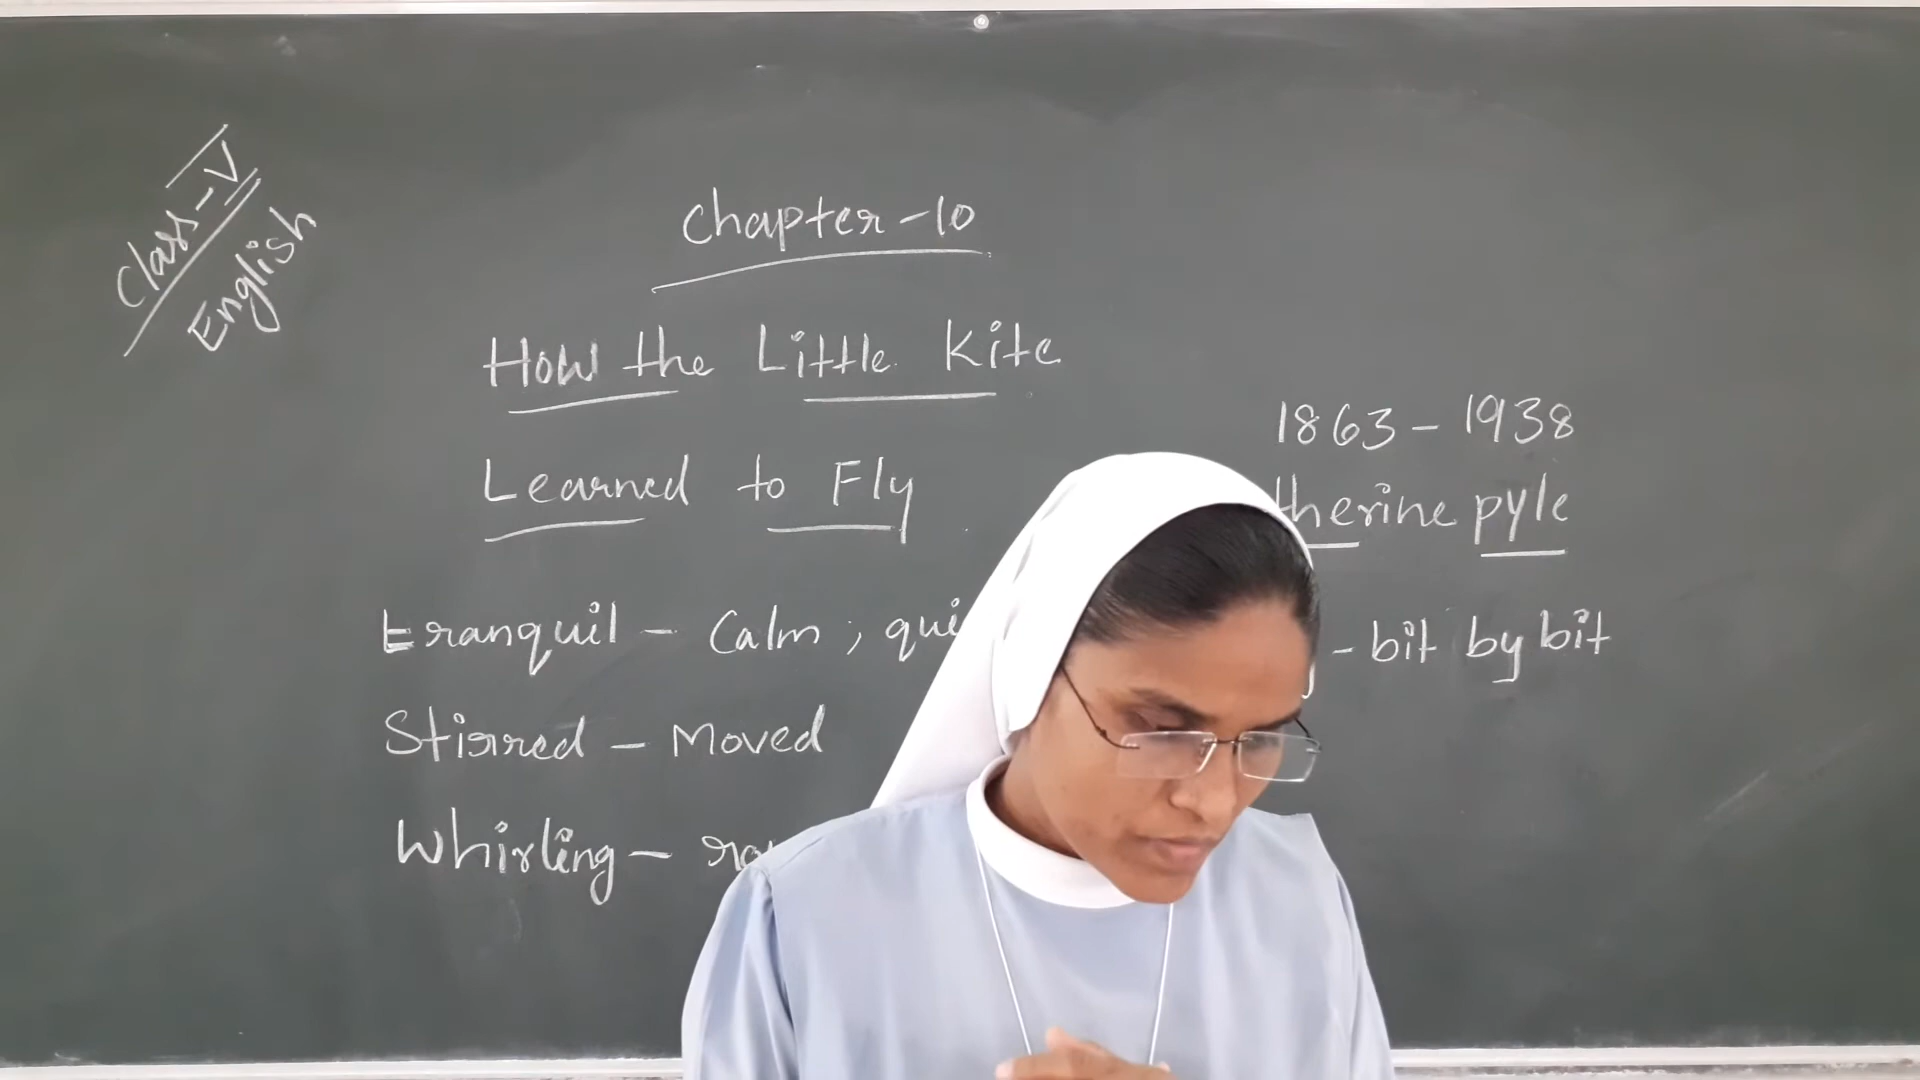 Class - V
English
Chapter - 10
How the Little Kite
Learned to Fly
1863 - 1938
therine pyle
tranquil - Calm ; qui
- bit by bit
Stirred - Moved
Whirling -